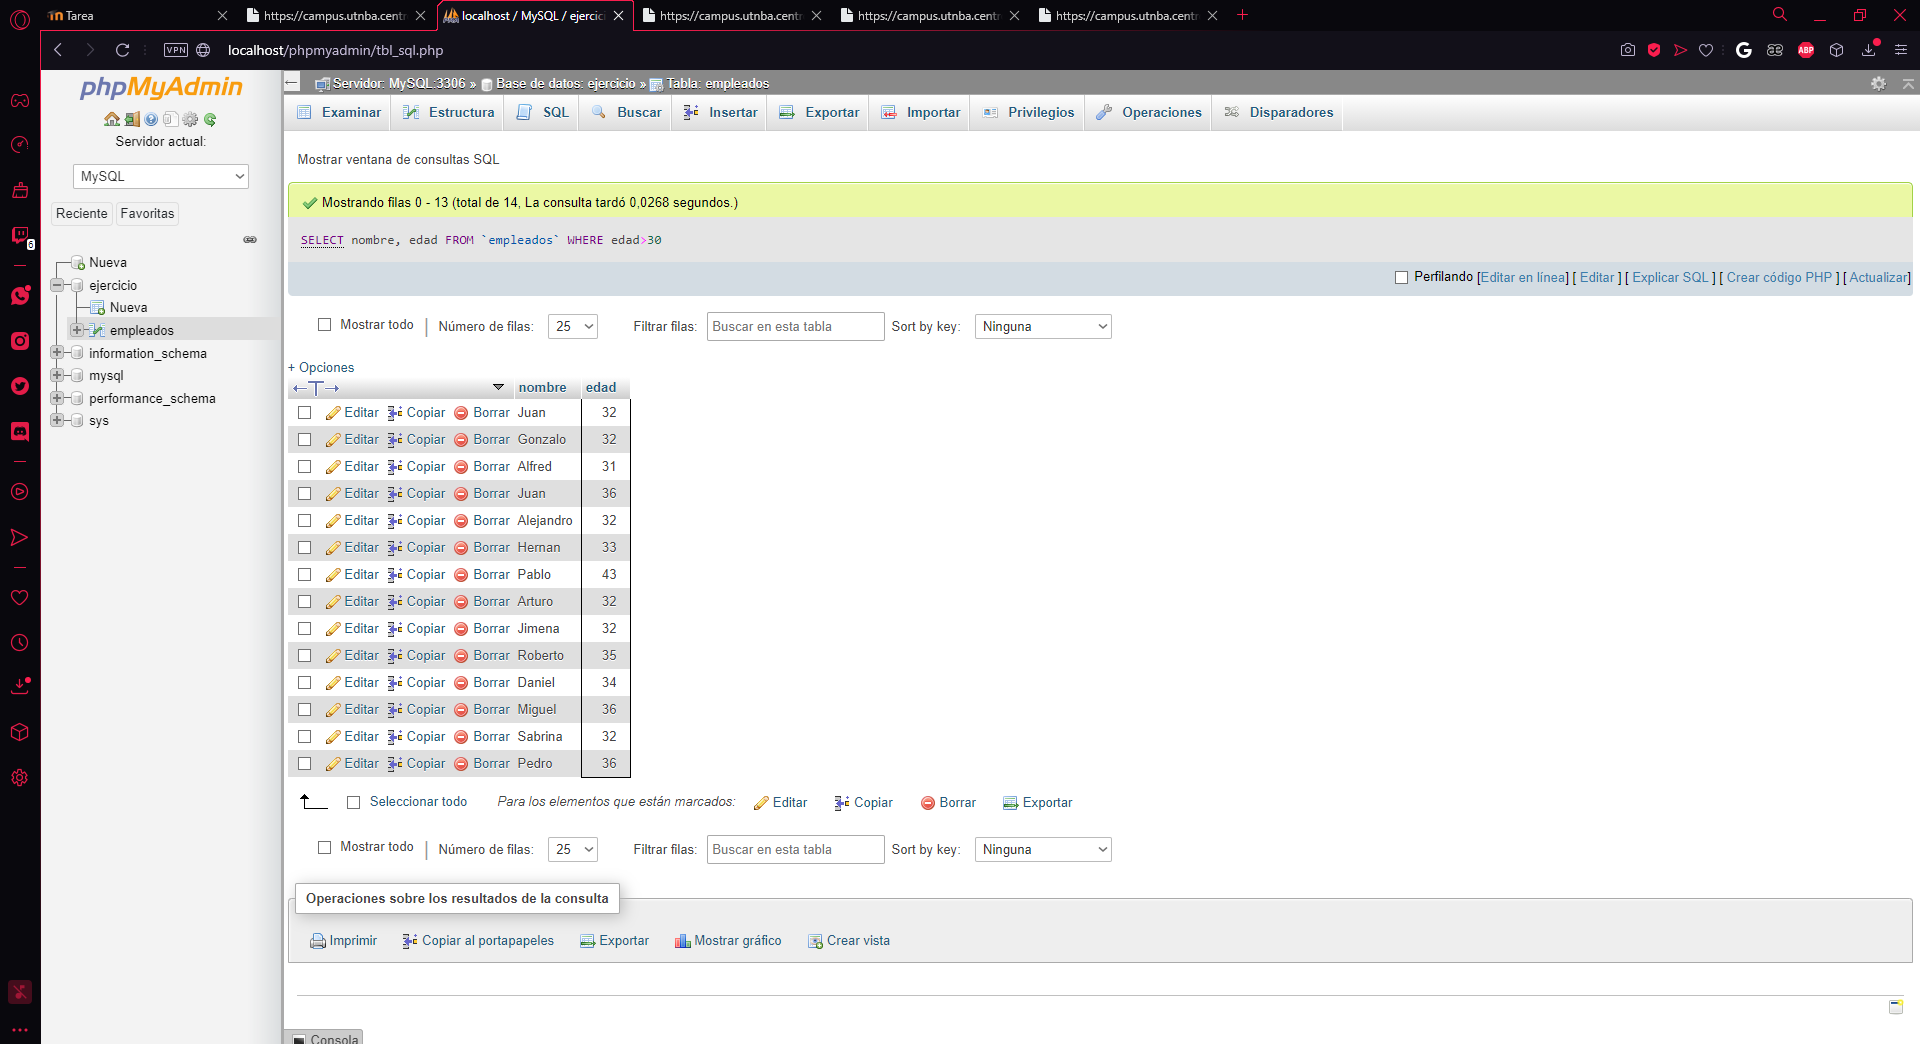 Tarea
https://campus.utnba.centr
localhost / MySQL / ejercici
https://campus.utnba.centr
https://campus.utnba.centr
https://campus.utnba.centr
VPN
localhost/phpmyadmin/tbl_sql.php
ABP
phpMyAdmin
Servidor actual:
MySQL
Reciente
Favoritas
6
Nueva
ejercicio
Nueva
empleados
information_schema
mysql
performance_schema
sys
Servidor: MySQL:3306 » Base de datos: ejercicio » Tabla: empleados
Examinar
Estructura
SQL
Buscar
Insertar
Exportar
Importar
Privilegios
Operaciones
Disparadores
Mostrar ventana de consultas SQL
Mostrando filas 0 - 13 (total de 14, La consulta tardó 0,0268 segundos.)
SELECT nombre, edad FROM `empleados` WHERE edad>30
Perfilando [Editar en línea] [ Editar ] [ Explicar SQL ] [ Crear código PHP ] [ Actualizar]
Mostrar todo | Número de filas: 25 Filtrar filas: Buscar en esta tabla Sort by key: Ninguna
+ Opciones
←T→ nombre edad
Editar Copiar Borrar Juan 32
Editar Copiar Borrar Gonzalo 32
Editar Copiar Borrar Alfred 31
Editar Copiar Borrar Juan 36
Editar Copiar Borrar Alejandro 32
Editar Copiar Borrar Hernan 33
Editar Copiar Borrar Pablo 43
Editar Copiar Borrar Arturo 32
Editar Copiar Borrar Jimena 32
Editar Copiar Borrar Roberto 35
Editar Copiar Borrar Daniel 34
Editar Copiar Borrar Miguel 36
Editar Copiar Borrar Sabrina 32
Editar Copiar Borrar Pedro 36
Seleccionar todo Para los elementos que están marcados: Editar Copiar Borrar Exportar
Mostrar todo | Número de filas: 25 Filtrar filas: Buscar en esta tabla Sort by key: Ninguna
Operaciones sobre los resultados de la consulta
Imprimir Copiar al portapapeles Exportar Mostrar gráfico Crear vista
Consola